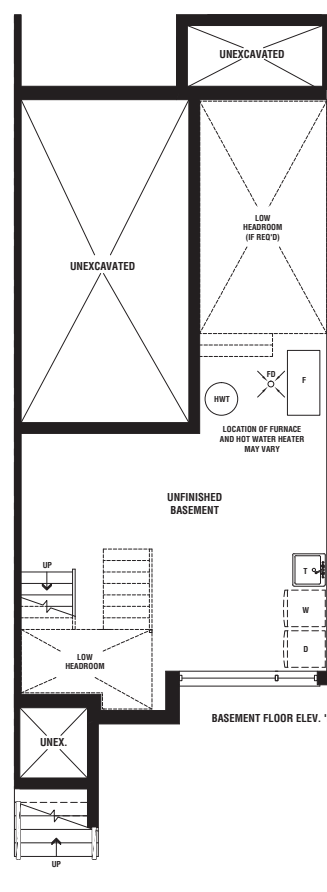 UNEXCAVATED
LOW
HEADROOM
(IF REQ'D)
UNEXCAVATED
FD
F
HWT
LOCATION OF FURNACE
AND HOT WATER HEATER
MAY VARY
UNFINISHED
BASEMENT
UP
T
W
LOW
HEADROOM
D
BASEMENT FLOOR ELEV. '
UNEX.
UP